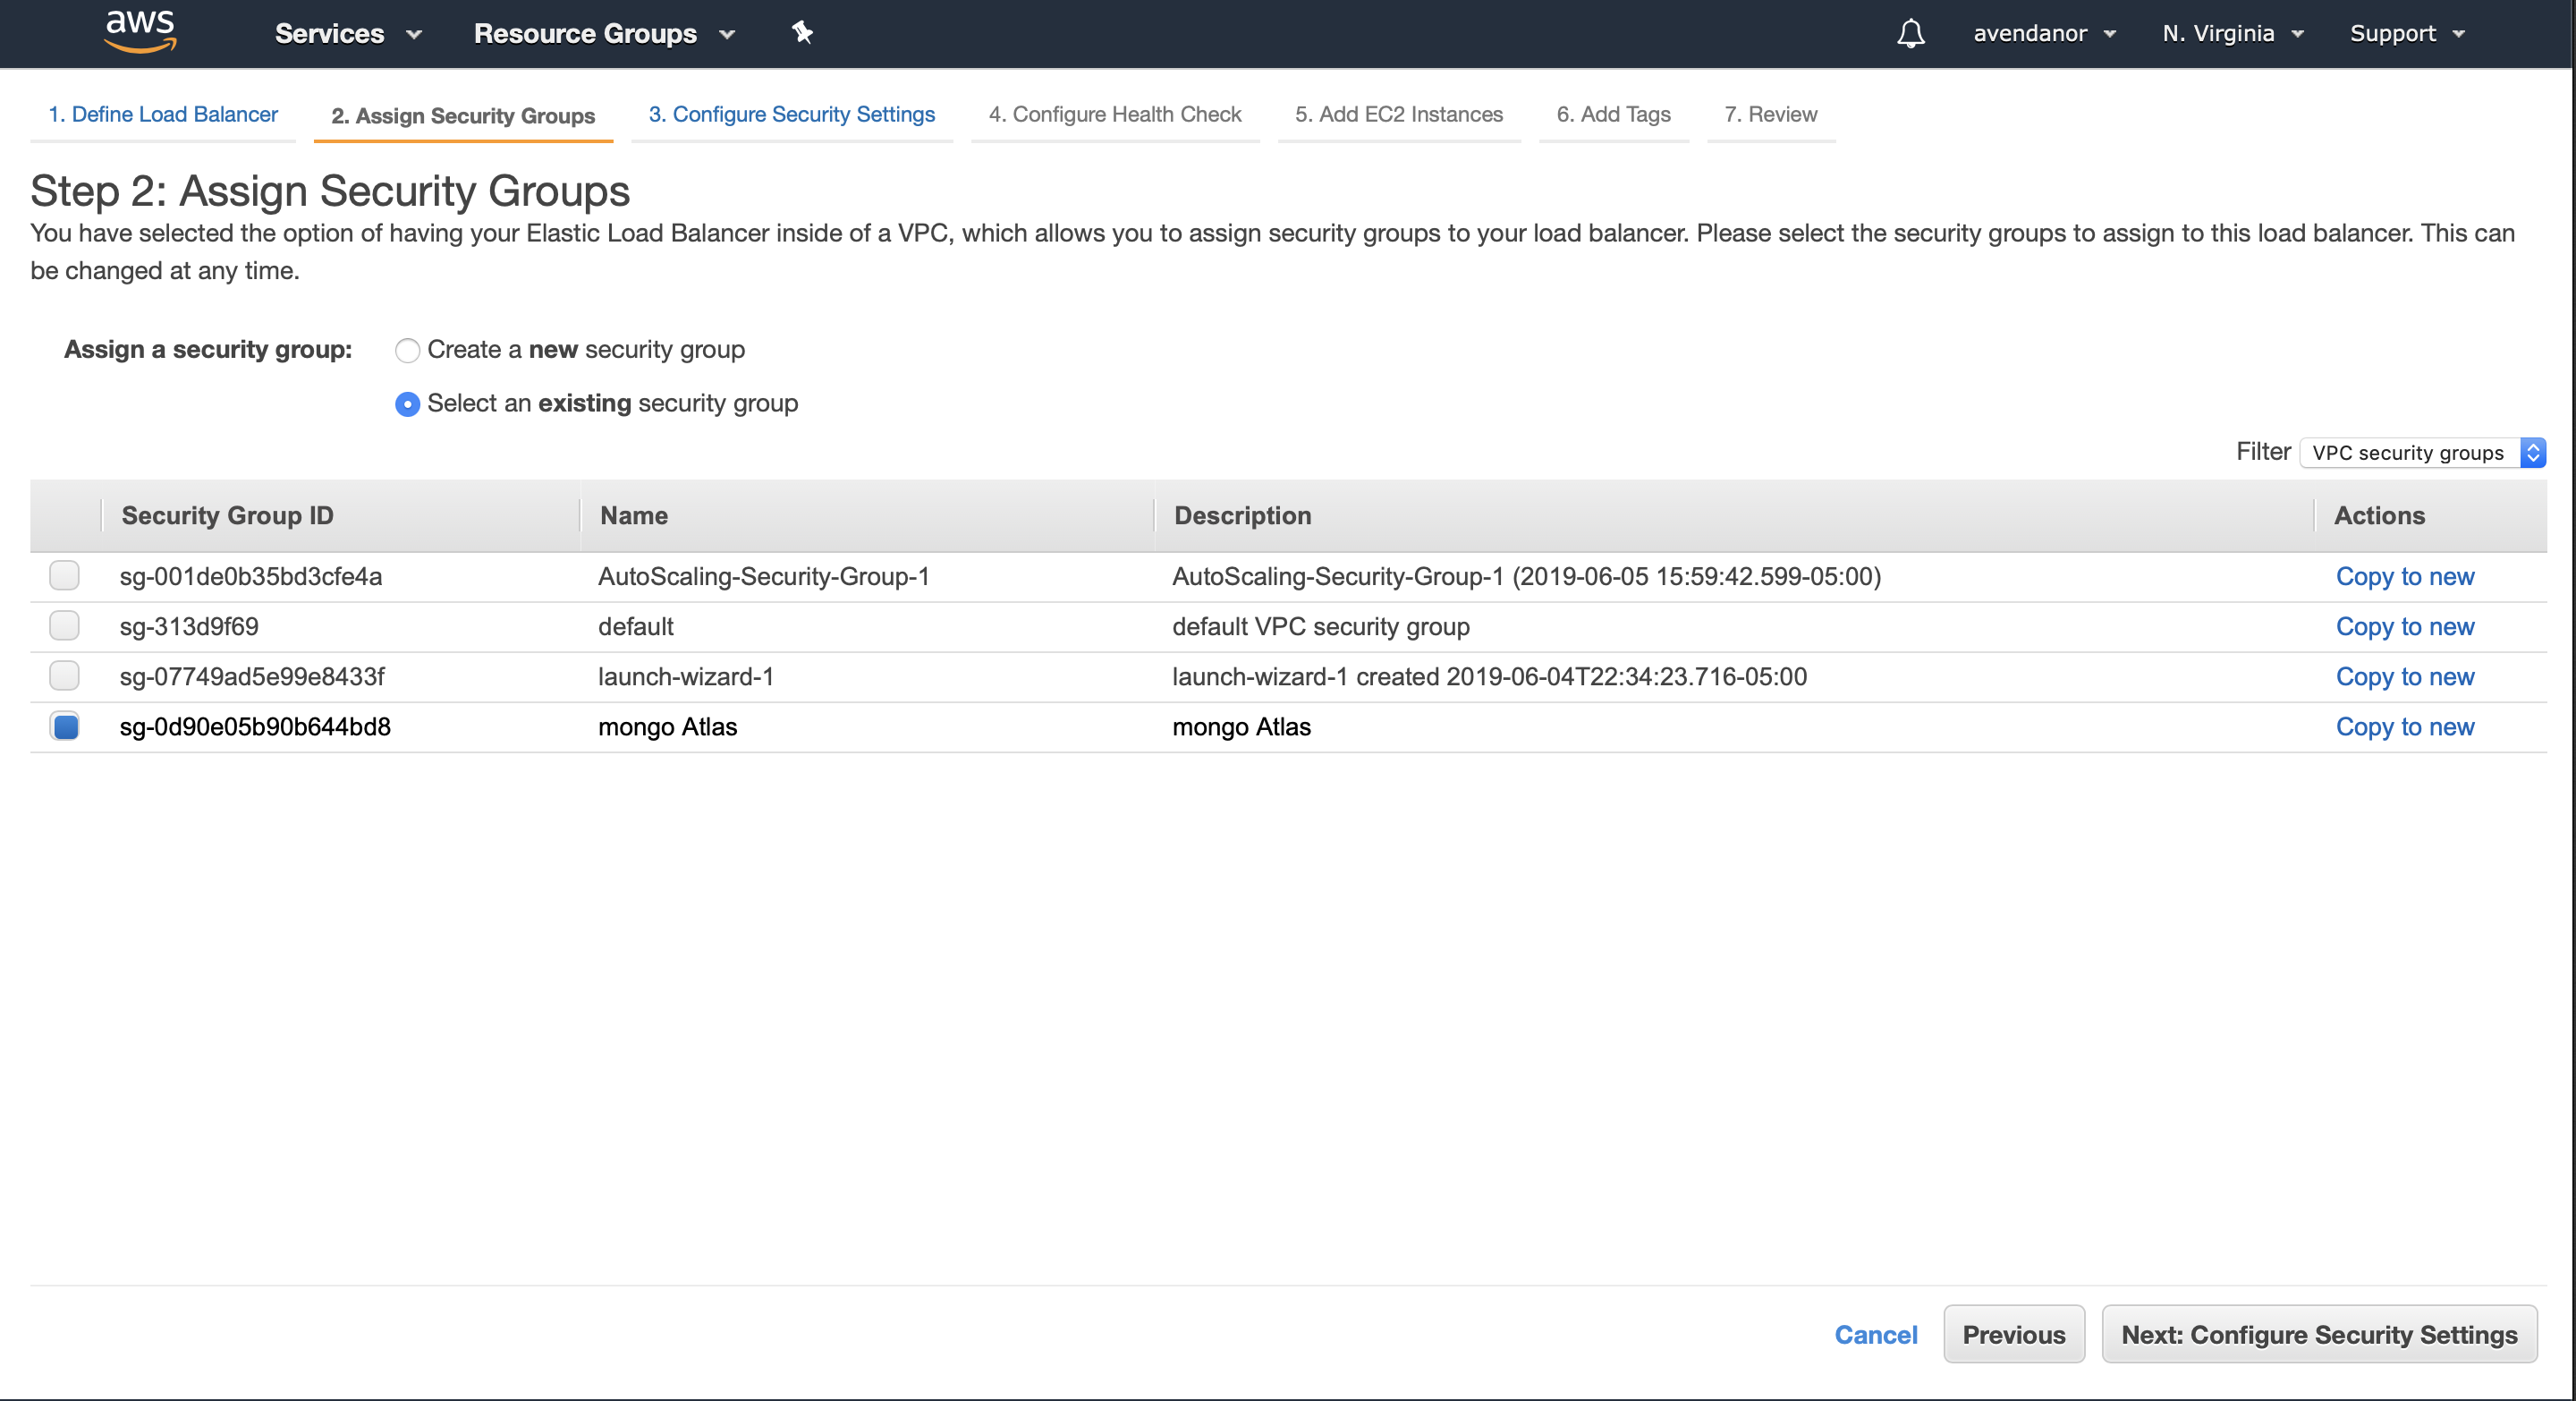 aws Services Resource Groups avendanor N. Virginia Support
1. Define Load Balancer 2. Assign Security Groups 3. Configure Security Settings 4. Configure Health Check 5. Add EC2 Instances 6. Add Tags 7. Review
Step 2: Assign Security Groups
You have selected the option of having your Elastic Load Balancer inside of a VPC, which allows you to assign security groups to your load balancer. Please select the security groups to assign to this load balancer. This can
be changed at any time.
Assign a security group: Create a new security group
Select an existing security group
Filter VPC security groups
Security Group ID Name Description Actions
sg-001de0b35bd3cfe4a AutoScaling-Security-Group-1 AutoScaling-Security-Group-1 (2019-06-05 15:59:42.599-05:00) Copy to new
sg-313d9f69 default default VPC security group Copy to new
sg-07749ad5e99e8433f launch-wizard-1 launch-wizard-1 created 2019-06-04T22:34:23.716-05:00 Copy to new
sg-0d90e05b90b644bd8 mongo Atlas mongo Atlas Copy to new
Cancel Previous Next: Configure Security Settings